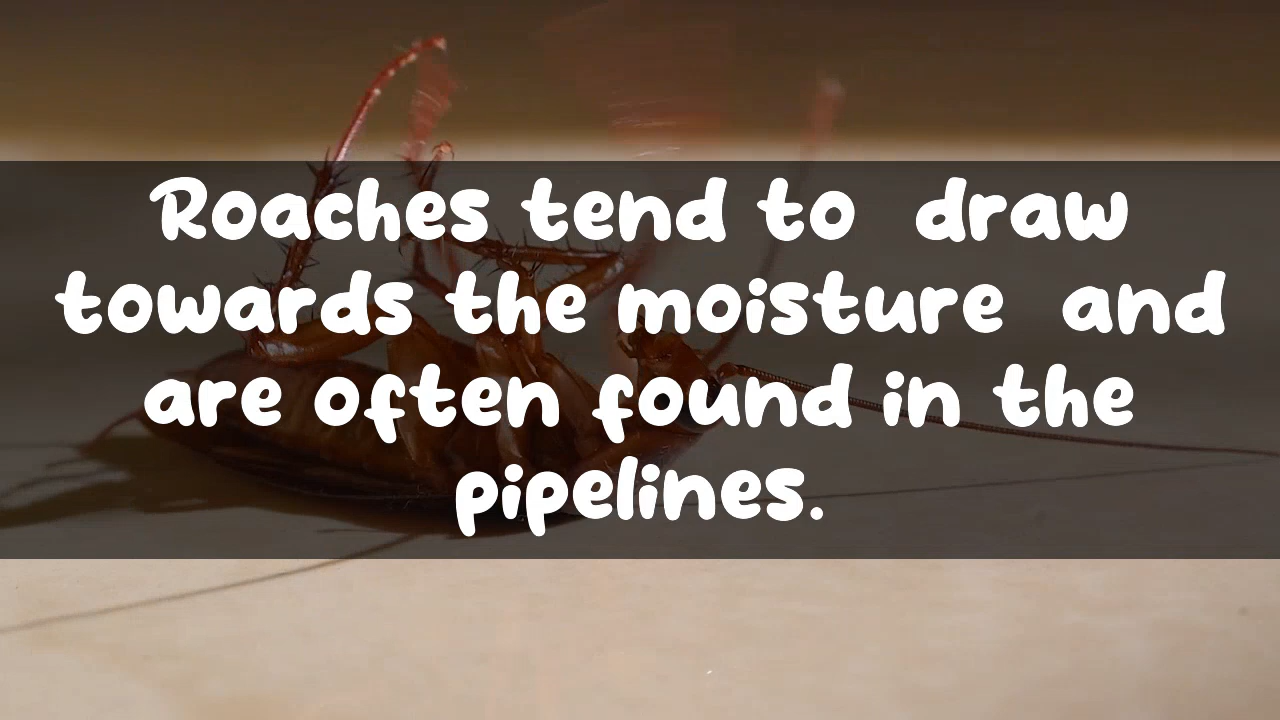 Roaches tend to  draw
towards the moisture  and
are often found in the
pipelines.